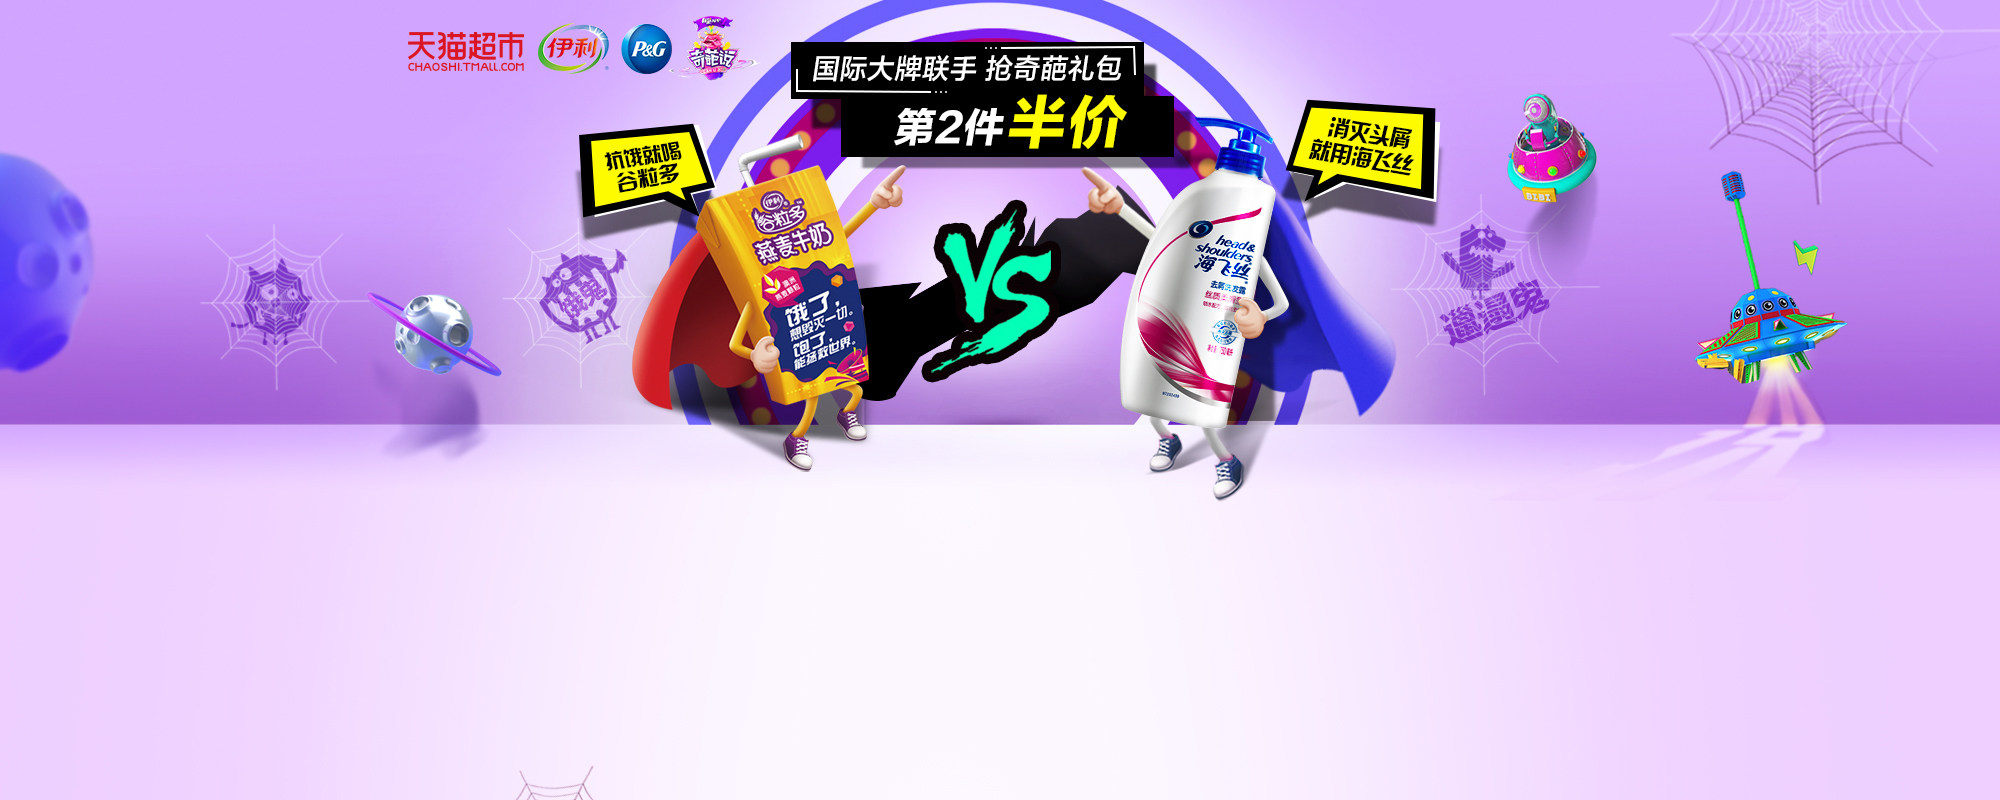 天猫超市
CHAOSHI.TMALL.COM
伊利
P&G
奇葩说
国际大牌联手 抢奇葩礼包
第2件半价
抗饿就喝
谷粒多
消灭头屑
就用海飞丝
伊利
谷粒多
燕麦牛奶
饿了，
想毁灭一切。
饱了，
能拯救世界。
VS
head&
shoulders
海飞丝
饿鬼